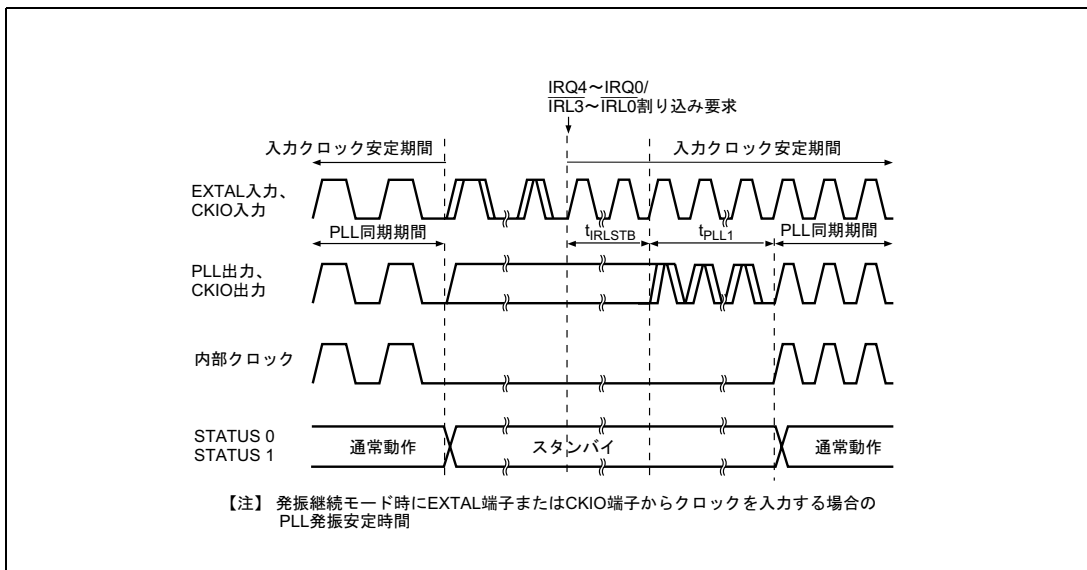 IRQ4～IRQ0/
IRL3～IRL0割り込み要求
入力クロック安定期間
入力クロック安定期間
EXTAL入力、
CKIO入力
PLL同期期間
tIRLSTB
tPLL1
PLL同期期間
PLL出力、
CKIO出力
内部クロック
STATUS 0
STATUS 1
通常動作
スタンバイ
通常動作
【注】 発振継続モード時にEXTAL端子またはCKIO端子からクロックを入力する場合の
PLL発振安定時間